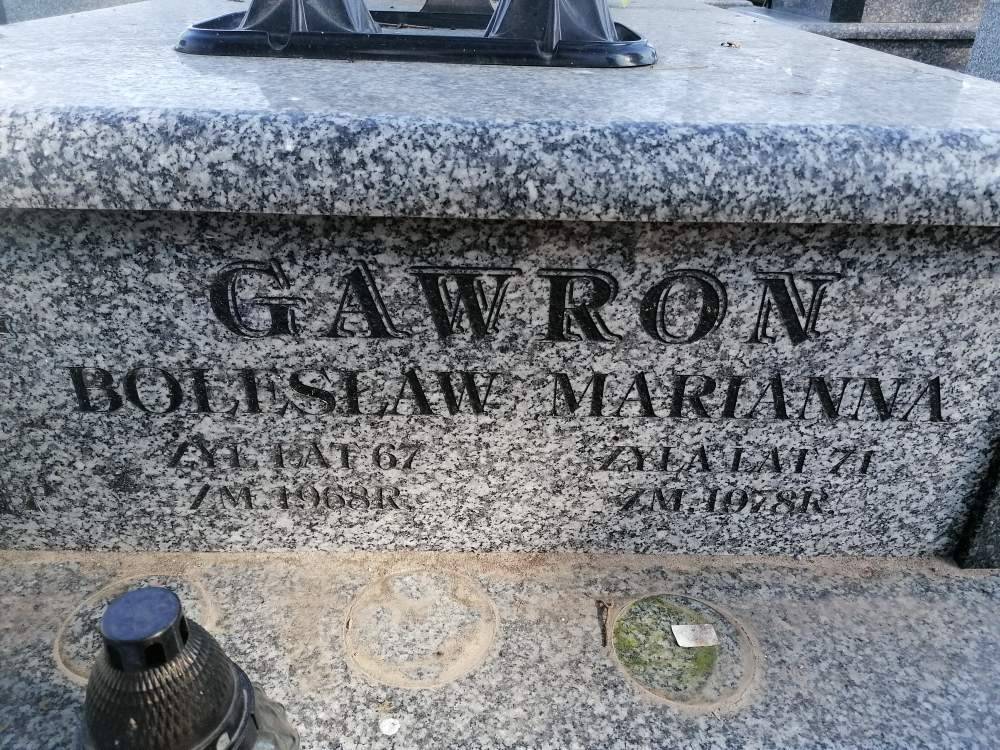 GAWRON
BOLESŁAW MARIANNA
ŻYŁ LAT 67 ŻYŁA LAT 71
ZM. 1968R. ZM. 1978R.